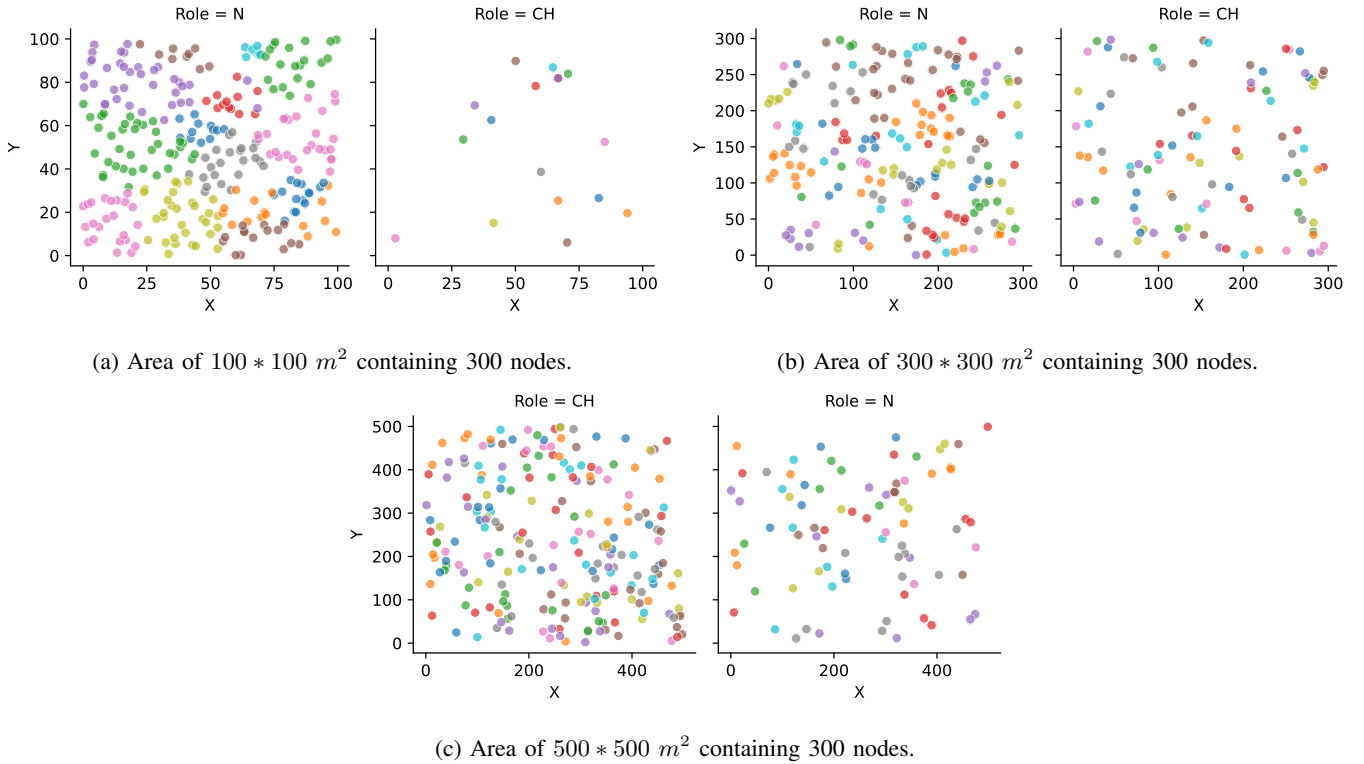 Role = N
Role = CH
Role = N
Role = CH
Y
100
80
60
40
20
0
0 25 50 75 100
25 50 75 100
X
X
Y
300
250
200
150
100
50
0
0 100 200 300
0 100 200 300
X
X
(a) Area of 100 ∗ 100 m² containing 300 nodes.
(b) Area of 300 ∗ 300 m² containing 300 nodes.
Role = CH
Role = N
Y
500
400
300
200
100
0
0 200 400
0 200 400
X
X
(c) Area of 500 ∗ 500 m² containing 300 nodes.